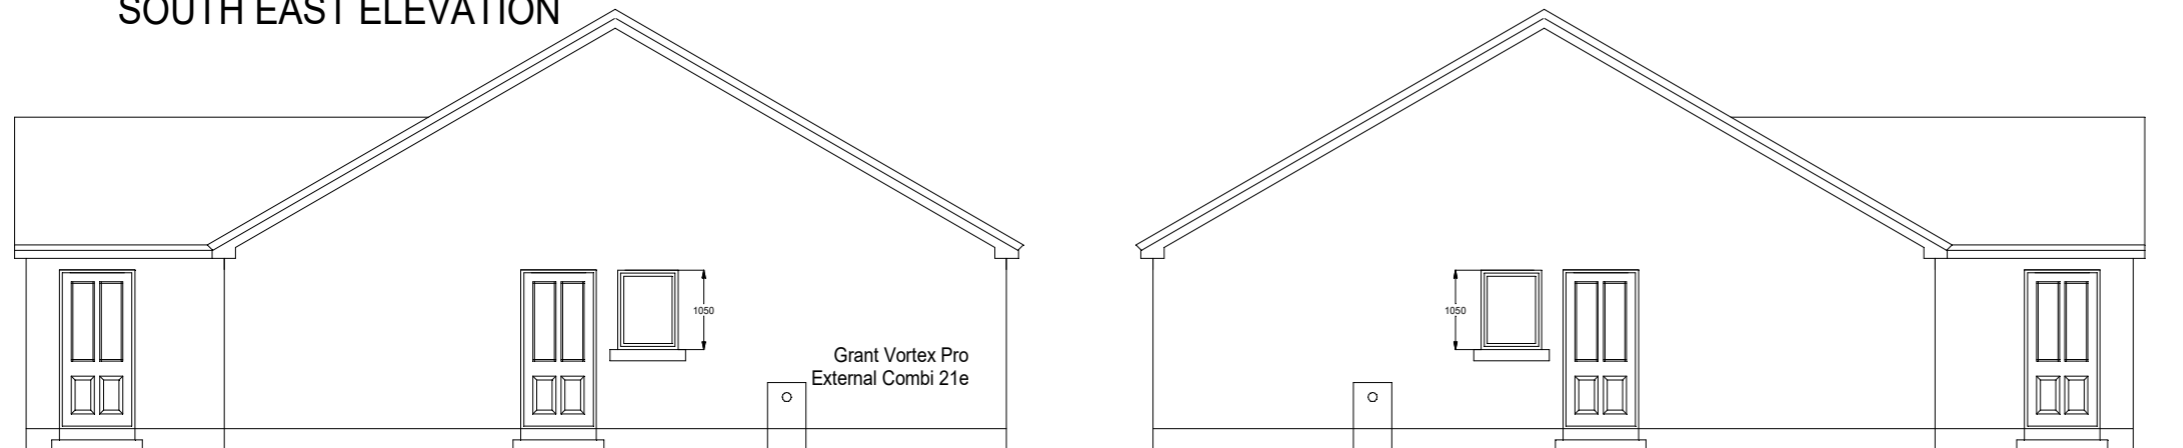 SOUTH EAST ELEVATION
1050
1050
Grant Vortex Pro
External Combi 21e